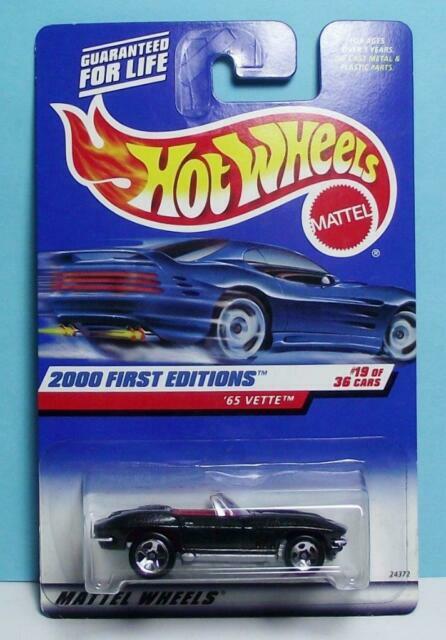 GUARANTEED
FOR LIFE
FOR AGES
OVER 3 YEARS.
DIE CAST METAL &
PLASTIC PARTS.
HOT WHEELS
MATTEL
®
2000 FIRST EDITIONS™
#19 OF
36 CARS
'65 VETTE™
24372
MATTEL WHEELS